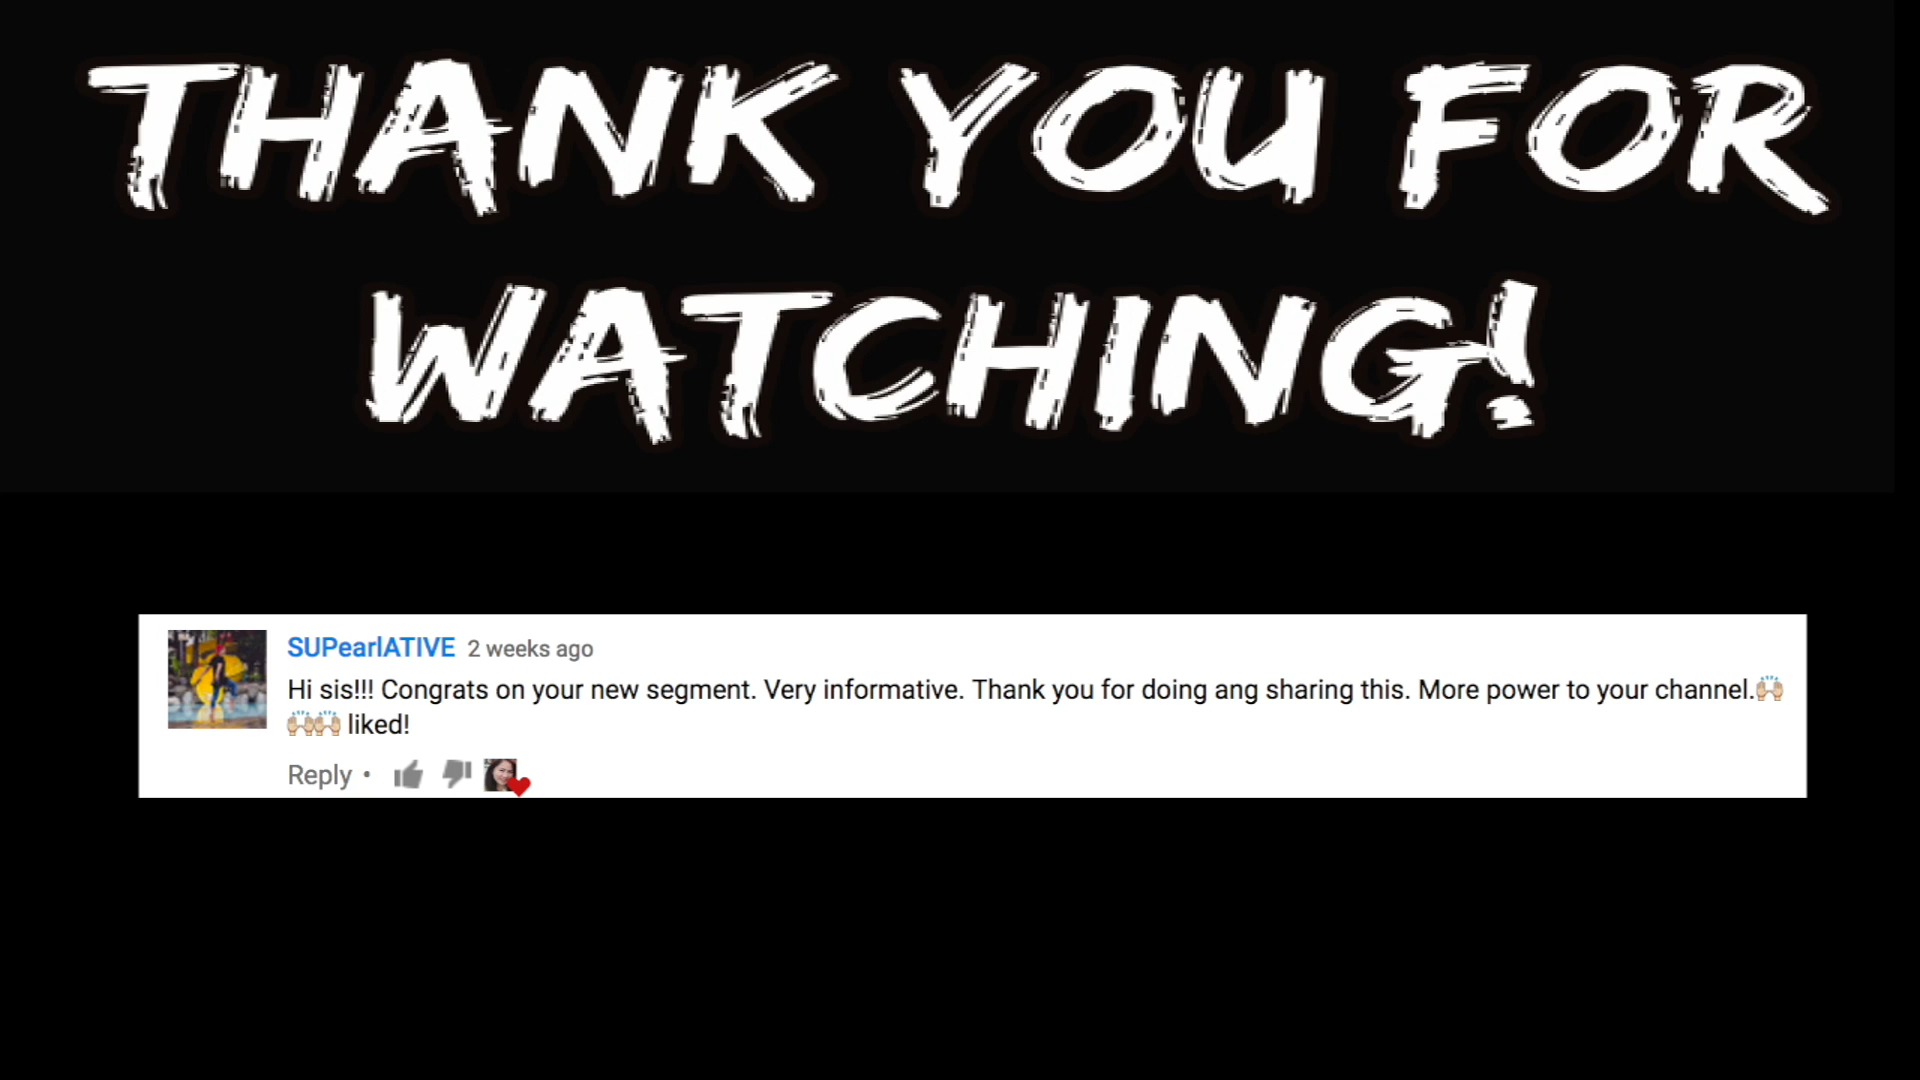 THANK YOU FOR
WATCHING!
SUPearlATIVE 2 weeks ago
Hi sis!!! Congrats on your new segment. Very informative. Thank you for doing ang sharing this. More power to your channel.🙌🏼
🙌🏼🙌🏼 liked!
Reply •